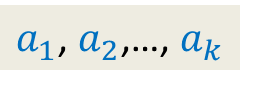 a₁, a₂,..., aₖ